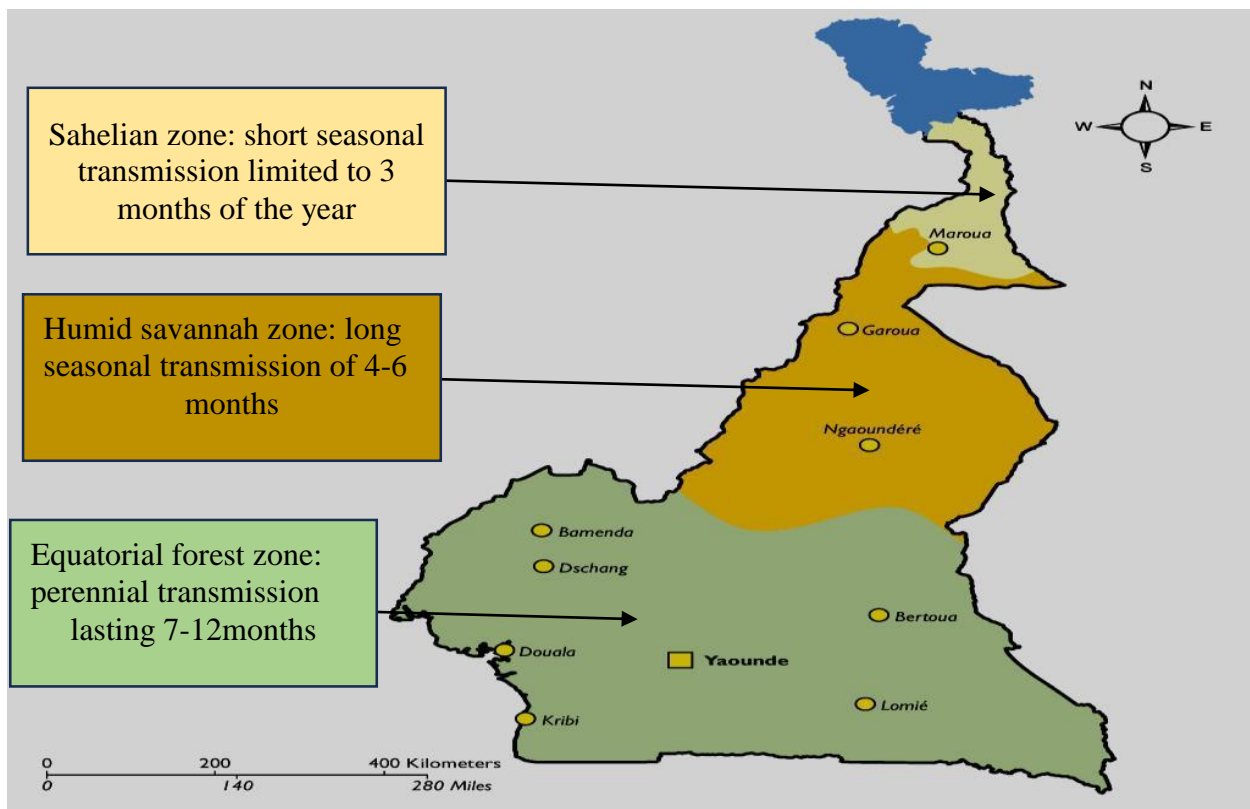 N
W E
S
Sahelian zone: short seasonal
transmission limited to 3
months of the year
Maroua
Humid savannah zone: long
seasonal transmission of 4-6
months
Garoua
Ngaoundéré
Equatorial forest zone:
perennial transmission
lasting 7-12months
Bamenda
Dschang
Bertoua
Douala
Yaounde
Lomié
Kribi
0 200 400 Kilometers
0 140 280 Miles